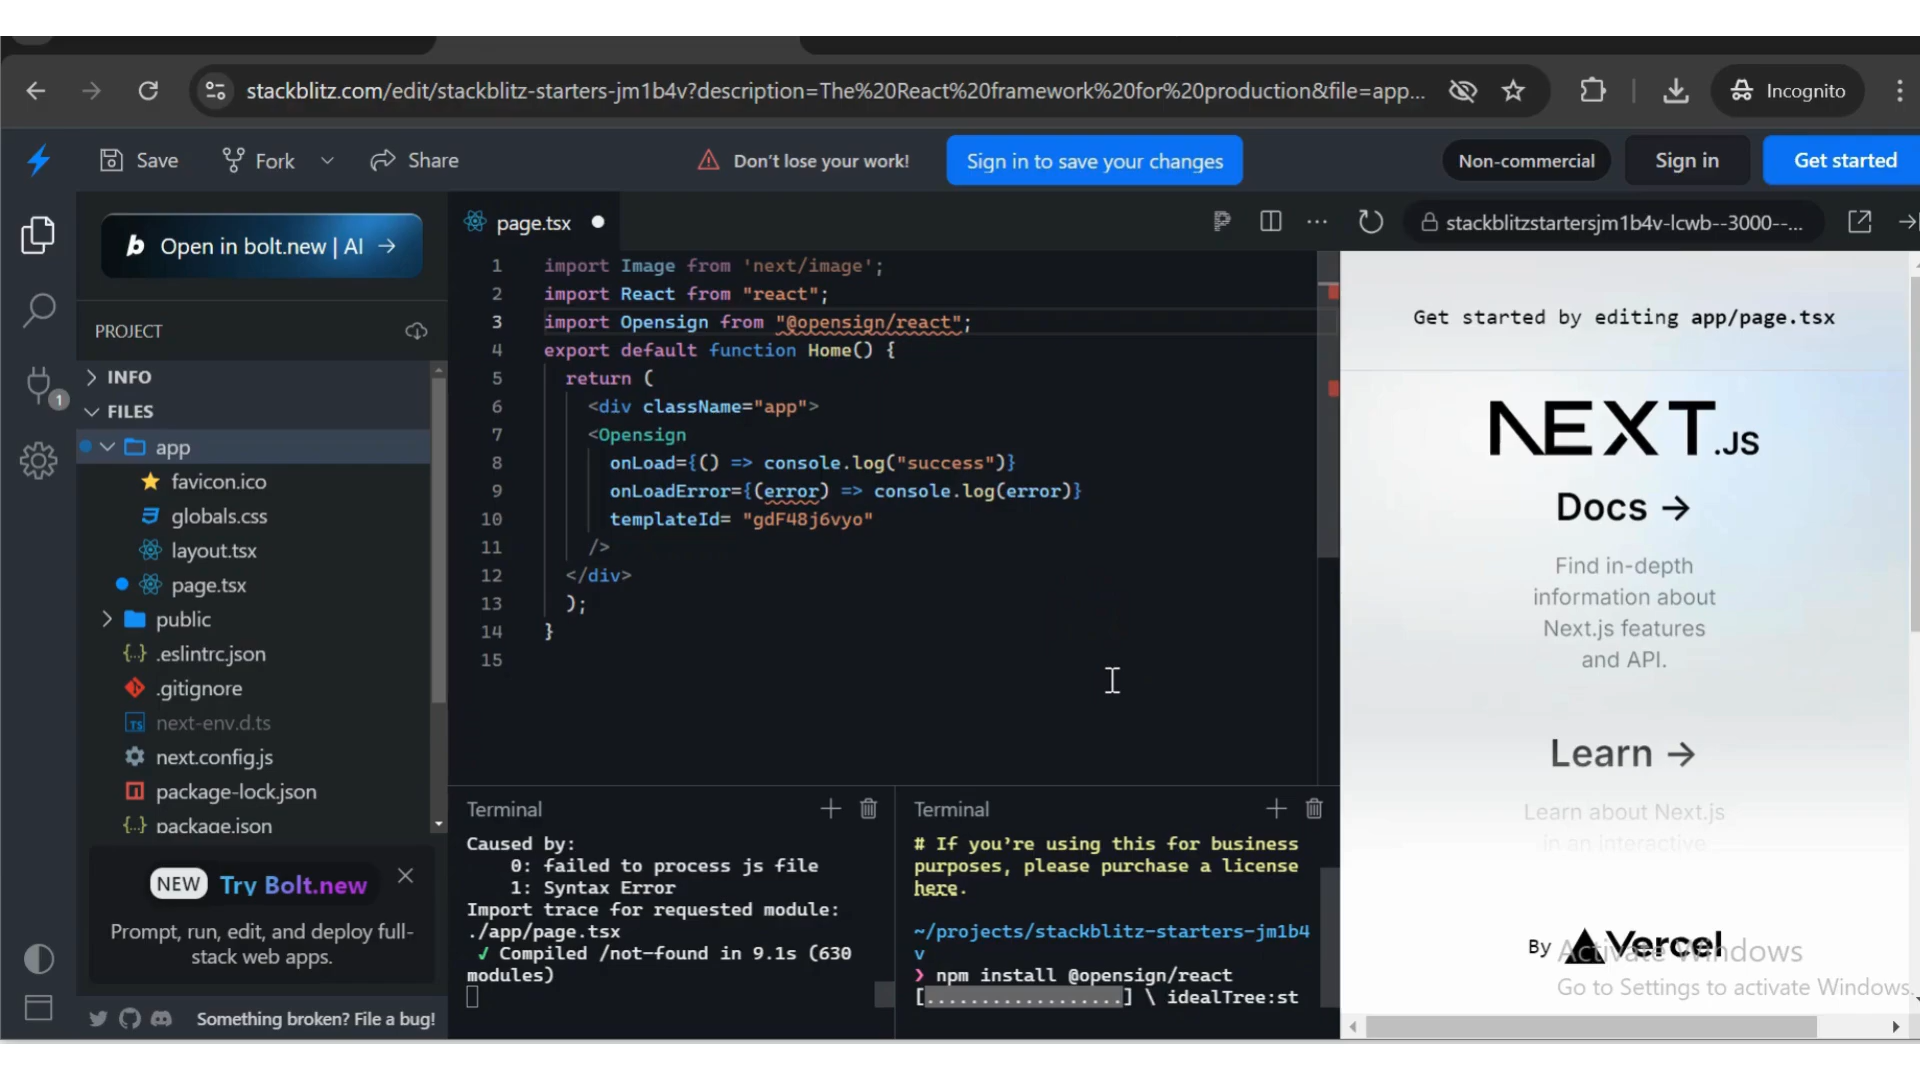 stackblitz.com/edit/stackblitz-starters-jm1b4v?description=The%20React%20framework%20for%20production&file=app...
Incognito
Save
Fork
Share
Don't lose your work!
Sign in to save your changes
Non-commercial
Sign in
Get started
b Open in bolt.new | AI →
PROJECT
INFO
FILES
app
favicon.ico
globals.css
layout.tsx
page.tsx
public
{..} .eslintrc.json
.gitignore
TS next-env.d.ts
next.config.js
package-lock.json
{..} package.json
1
NEW Try Bolt.new
Prompt, run, edit, and deploy full-
stack web apps.
Something broken? File a bug!
page.tsx
1 import Image from 'next/image';
2 import React from "react";
3 import Opensign from "@opensign/react";
4 export default function Home() {
5 return (
6 <div className="app">
7 <Opensign
8 onLoad={() => console.log("success")}
9 onLoadError={(error) => console.log(error)}
10 templateId= "gdF48j6vyo"
11 />
12 </div>
13 );
14 }
15
Terminal
Caused by:
0: failed to process js file
1: Syntax Error
Import trace for requested module:
./app/page.tsx
✓ Compiled /not-found in 9.1s (630
modules)
Terminal
# If you're using this for business
purposes, please purchase a license
here.
~/projects/stackblitz-starters-jm1b4
v
❯ npm install @opensign/react
[..................] \ idealTree:st
stackblitzstartersjm1b4v-lcwb--3000--...
Get started by editing app/page.tsx
NEXT.JS
Docs →
Find in-depth
information about
Next.js features
and API.
Learn →
Learn about Next.js
in an interactive
By Vercel
Activate Windows
Go to Settings to activate Windows.